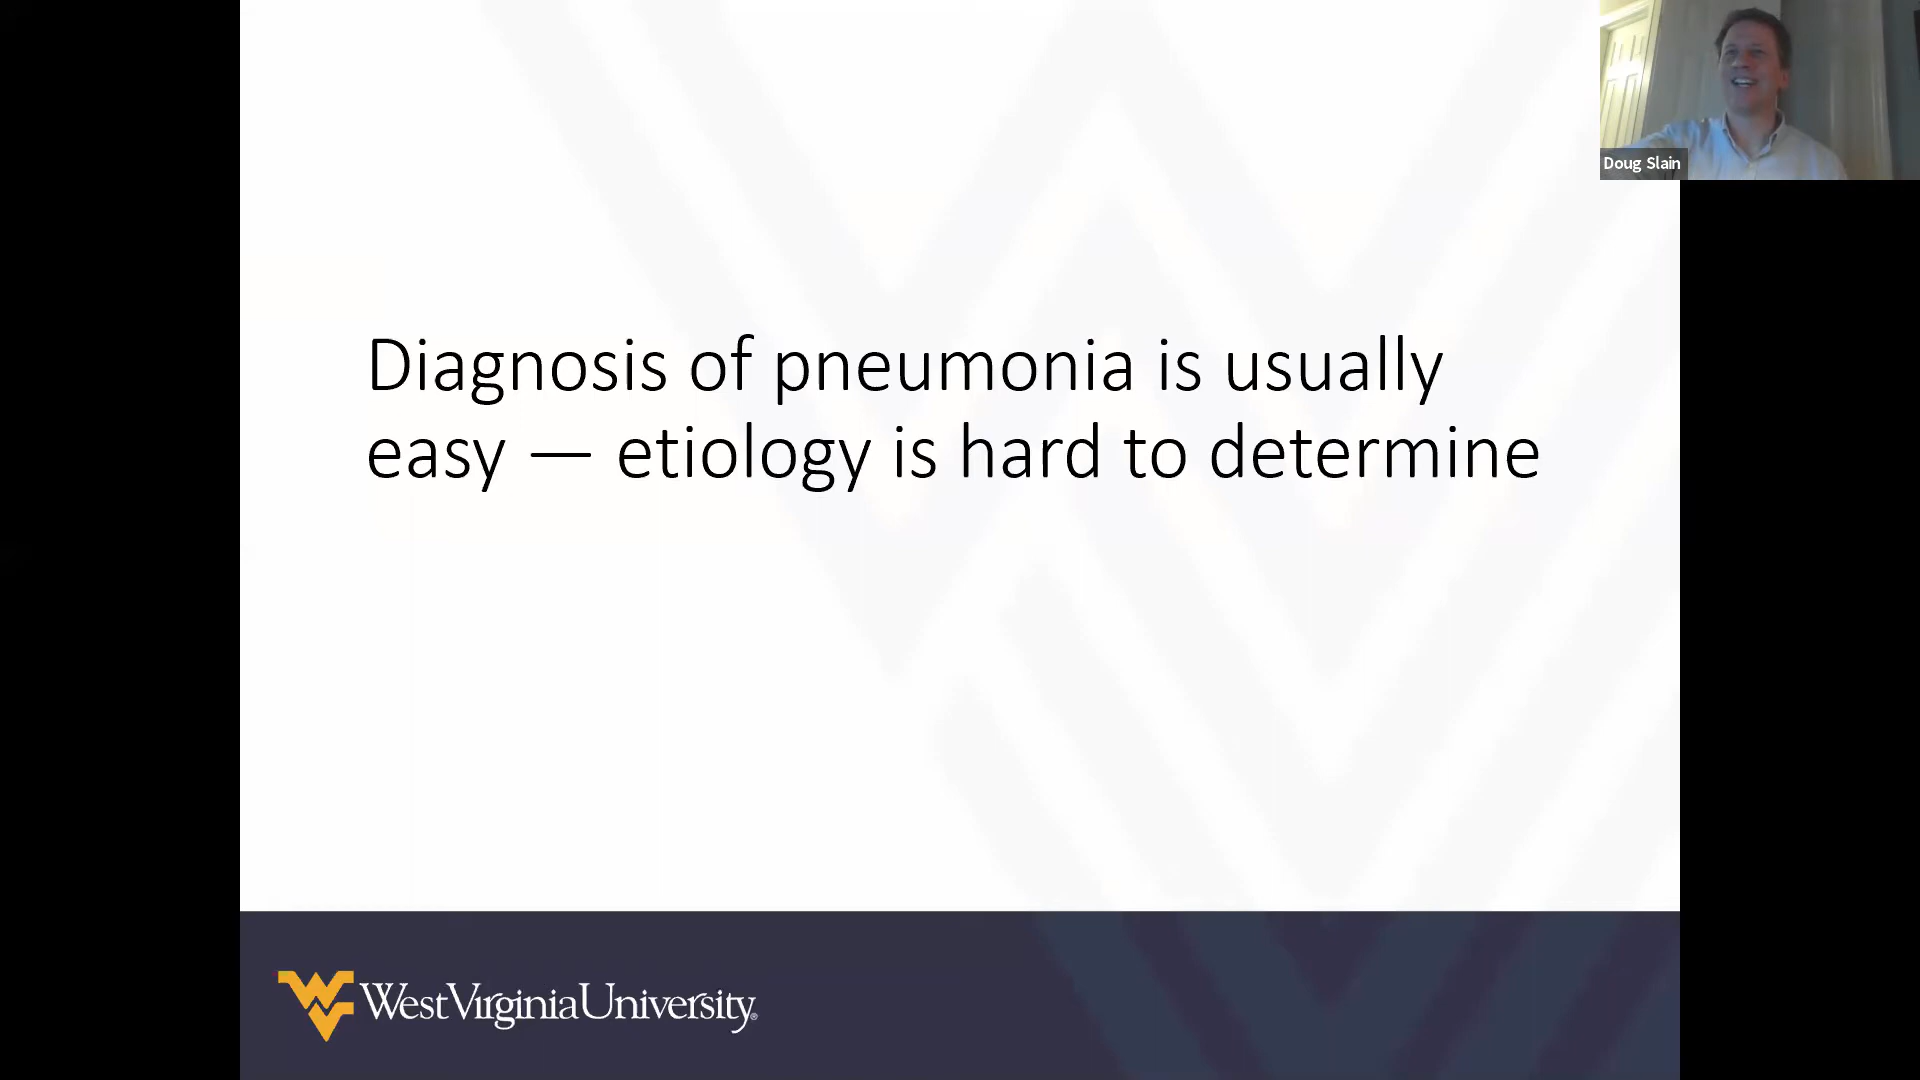 Doug Slain
Diagnosis of pneumonia is usually
easy — etiology is hard to determine
WestVirginiaUniversity®